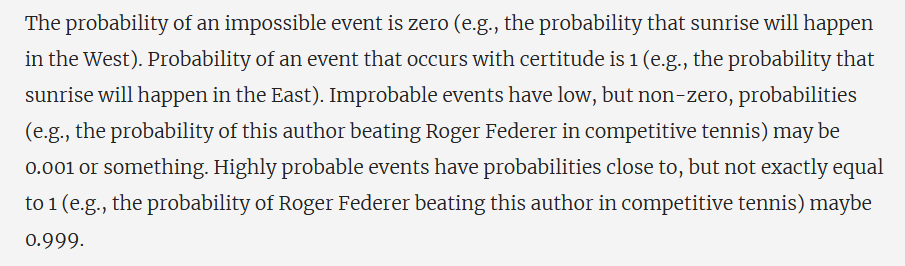 The probability of an impossible event is zero (e.g., the probability that sunrise will happen
in the West). Probability of an event that occurs with certitude is 1 (e.g., the probability that
sunrise will happen in the East). Improbable events have low, but non-zero, probabilities
(e.g., the probability of this author beating Roger Federer in competitive tennis) may be
0.001 or something. Highly probable events have probabilities close to, but not exactly equal
to 1 (e.g., the probability of Roger Federer beating this author in competitive tennis) maybe
0.999.